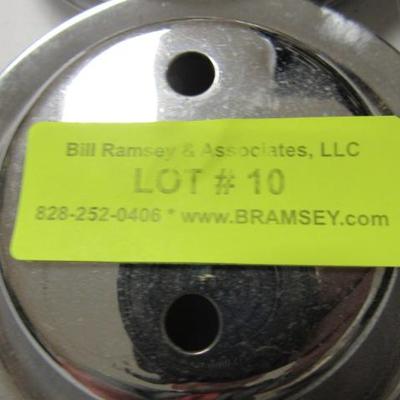 Bill Ramsey & Associates, LLC
LOT # 10
828-252-0406 * www.BRAMSEY.com